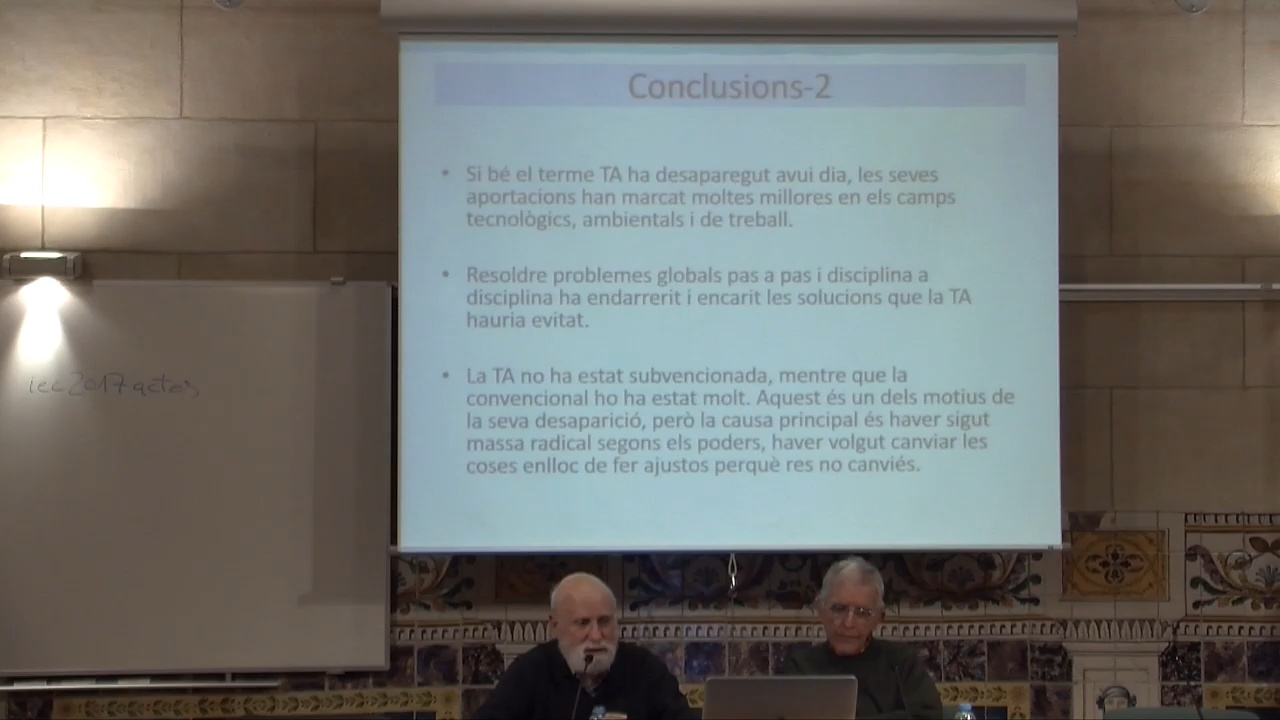 Conclusions-2
• Si bé el terme TA ha desaparegut avui dia, les seves
aportacions han marcat moltes millores en els camps
tecnològics, ambientals i de treball.
• Resoldre problemes globals pas a pas i disciplina a
disciplina ha endarrerit i encarit les solucions que la TA
hauria evitat.
• La TA no ha estat subvencionada, mentre que la
convencional ho ha estat molt. Aquest és un dels motius de
la seva desaparició, però la causa principal és haver sigut
massa radical segons els poders, haver volgut canviar les
coses enlloc de fer ajustos perquè res no canviés.
iec2017actes